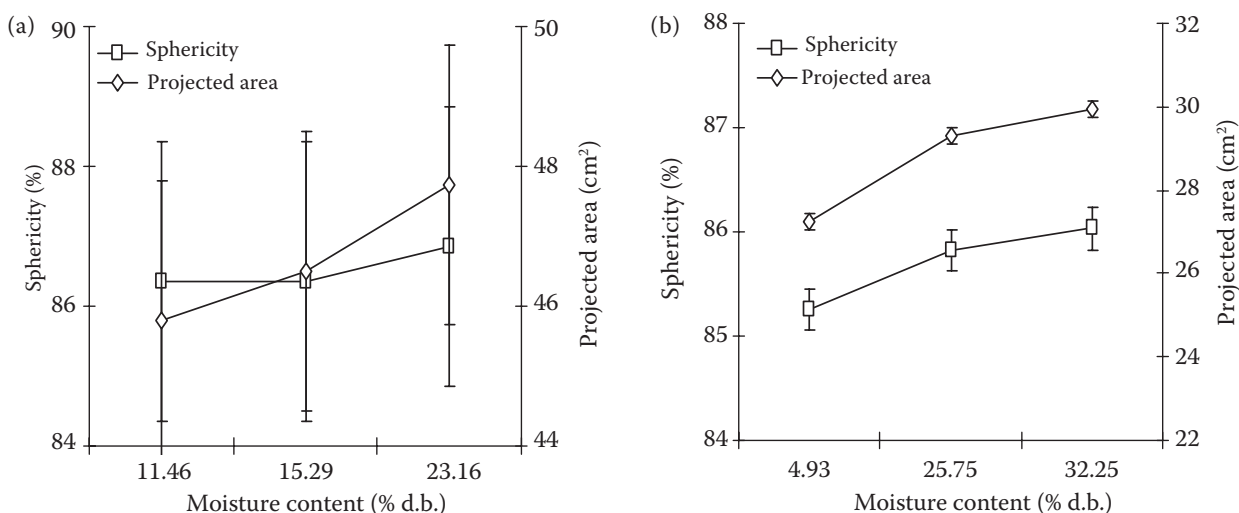 (a)
90
88
86
84
Sphericity (%)
Sphericity
Projected area
50
48
46
44
Projected area (cm²)
11.46 15.29 23.16
Moisture content (% d.b.)
(b)
88
87
86
85
84
Sphericity (%)
Sphericity
Projected area
32
30
28
26
24
22
Projected area (cm²)
4.93 25.75 32.25
Moisture content (% d.b.)